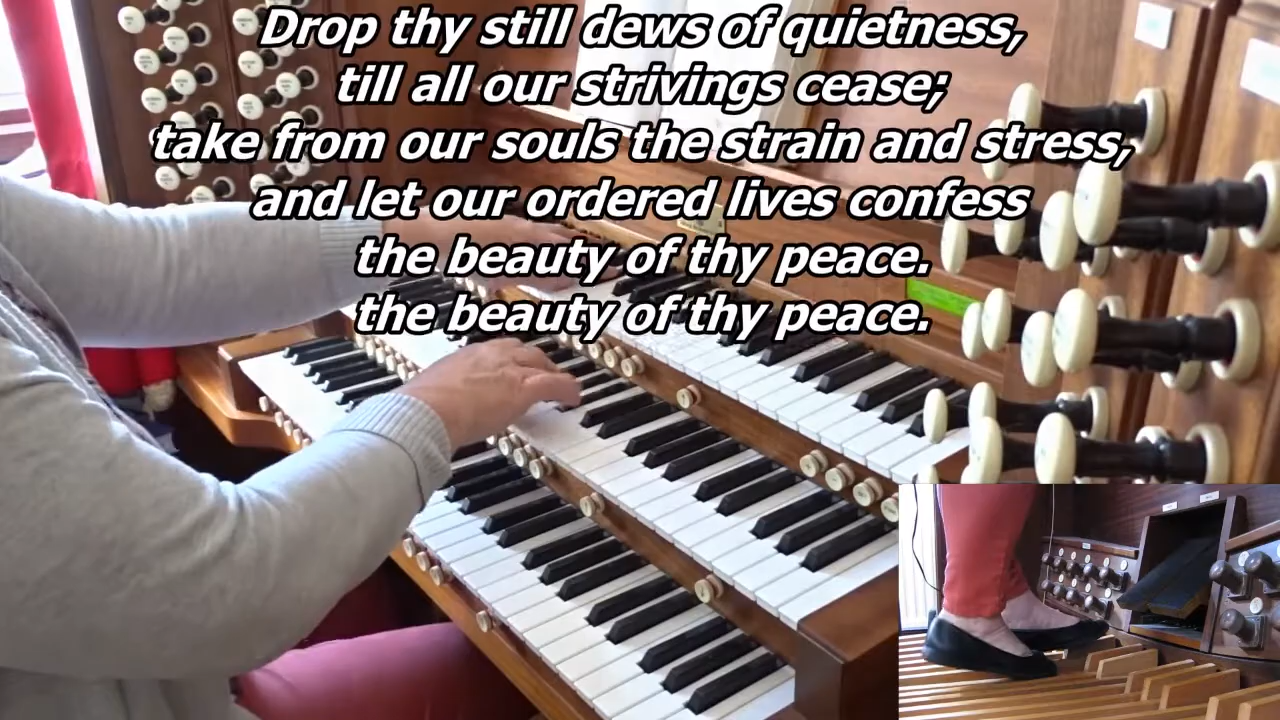 Drop thy still dews of quietness,
till all our strivings cease;
take from our souls the strain and stress,
and let our ordered lives confess
the beauty of thy peace.
the beauty of thy peace.